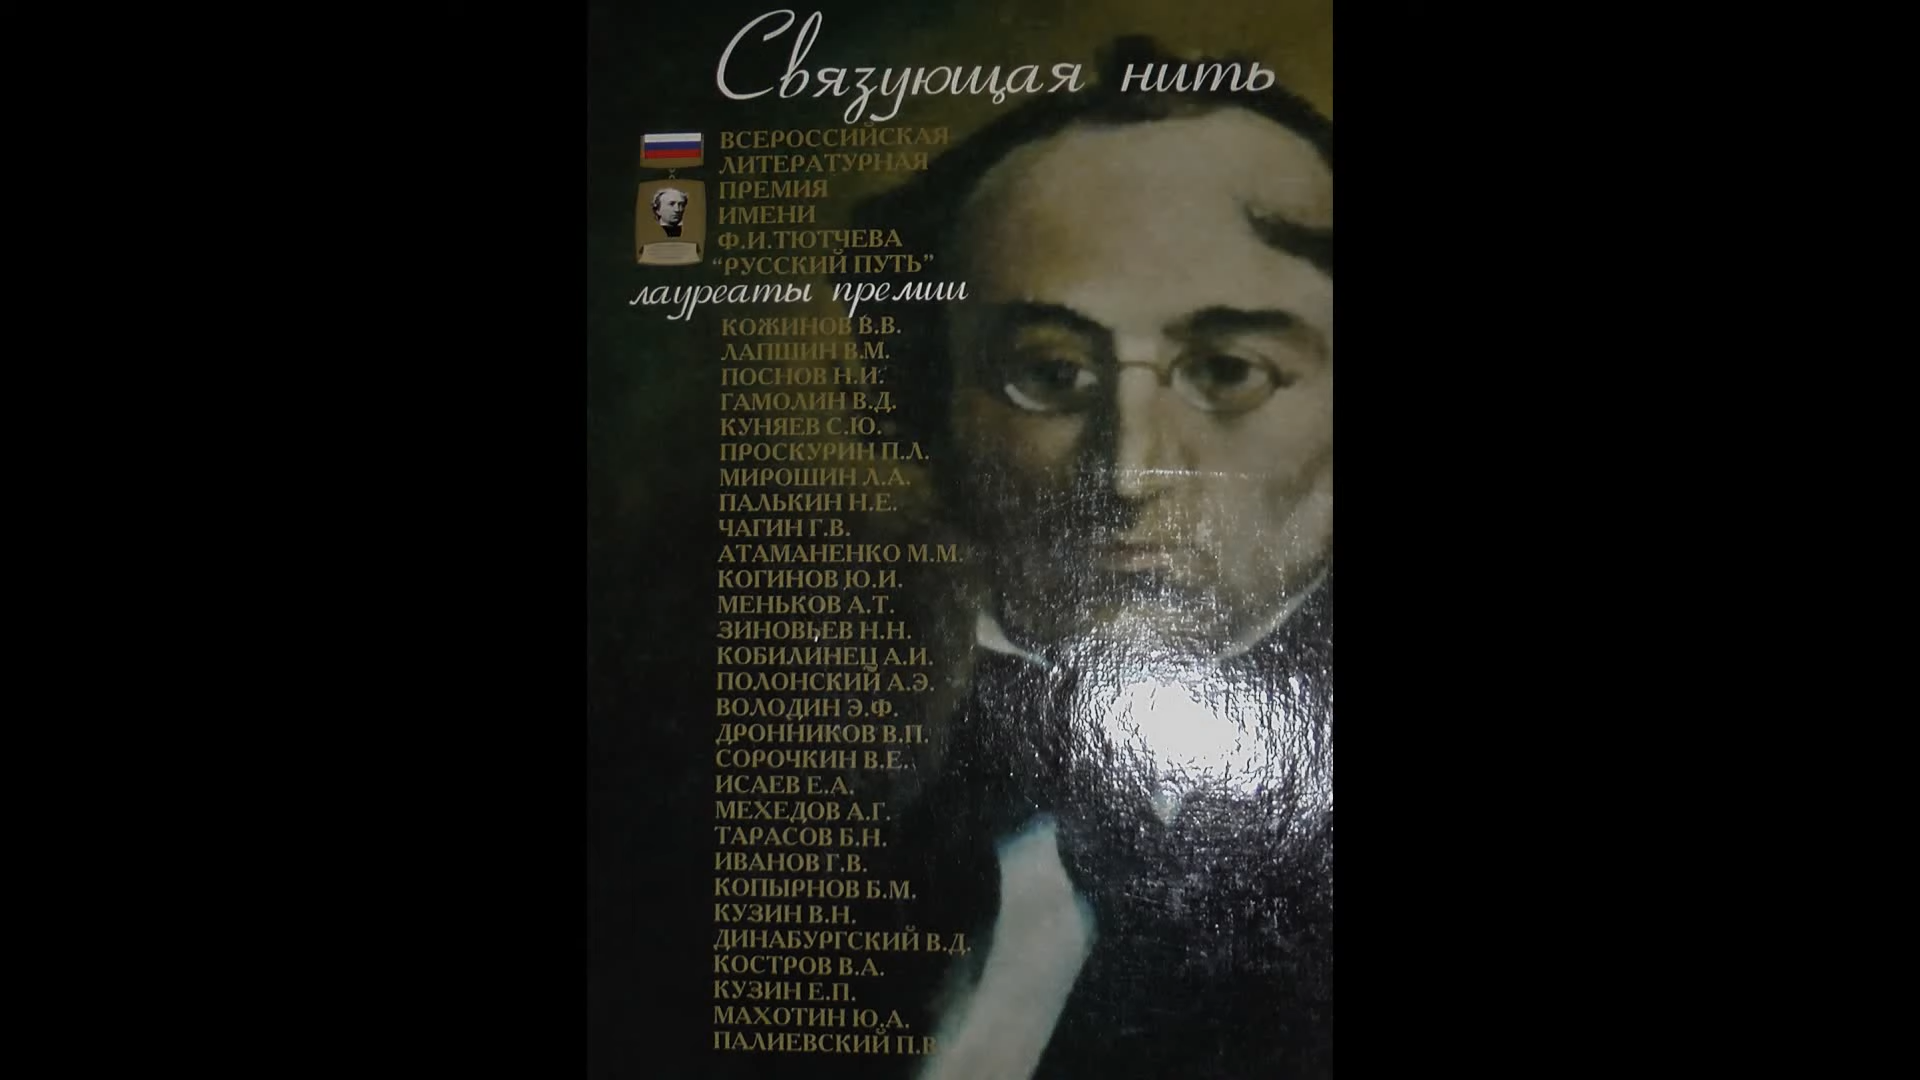 Связующая нить
ВСЕРОССИЙСКАЯ
ЛИТЕРАТУРНАЯ
ПРЕМИЯ
ИМЕНИ
Ф.И.ТЮТЧЕВА
“РУССКИЙ ПУТЬ”
лауреаты премии
КОЖИНОВ В.В.
ЛАПШИН В.М.
ПОСНОВ Н.И.
ГАМОЛИН В.Д.
КУНЯЕВ С.Ю.
ПРОСКУРИН П.Л.
МИРОШИН Л.А.
ПАЛЬКИН Н.Е.
ЧАГИН Г.В.
АТАМАНЕНКО М.М.
КОГИНОВ Ю.И.
МЕНЬКОВ А.Т.
ЗИНОВЬЕВ Н.Н.
КОБИЛИНЕЦ А.И.
ПОЛОНСКИЙ А.Э.
ВОЛОДИН Э.Ф.
ДРОННИКОВ В.П.
СОРОЧКИН В.Е.
ИСАЕВ Е.А.
МЕХЕДОВ А.Г.
ТАРАСОВ Б.Н.
ИВАНОВ Г.В.
КОПЫРНОВ Б.М.
КУЗИН В.Н.
ДИНАБУРГСКИЙ В.Д.
КОСТРОВ В.А.
КУЗИН Е.П.
МАХОТИН Ю.А.
ПАЛИЕВСКИЙ П.В